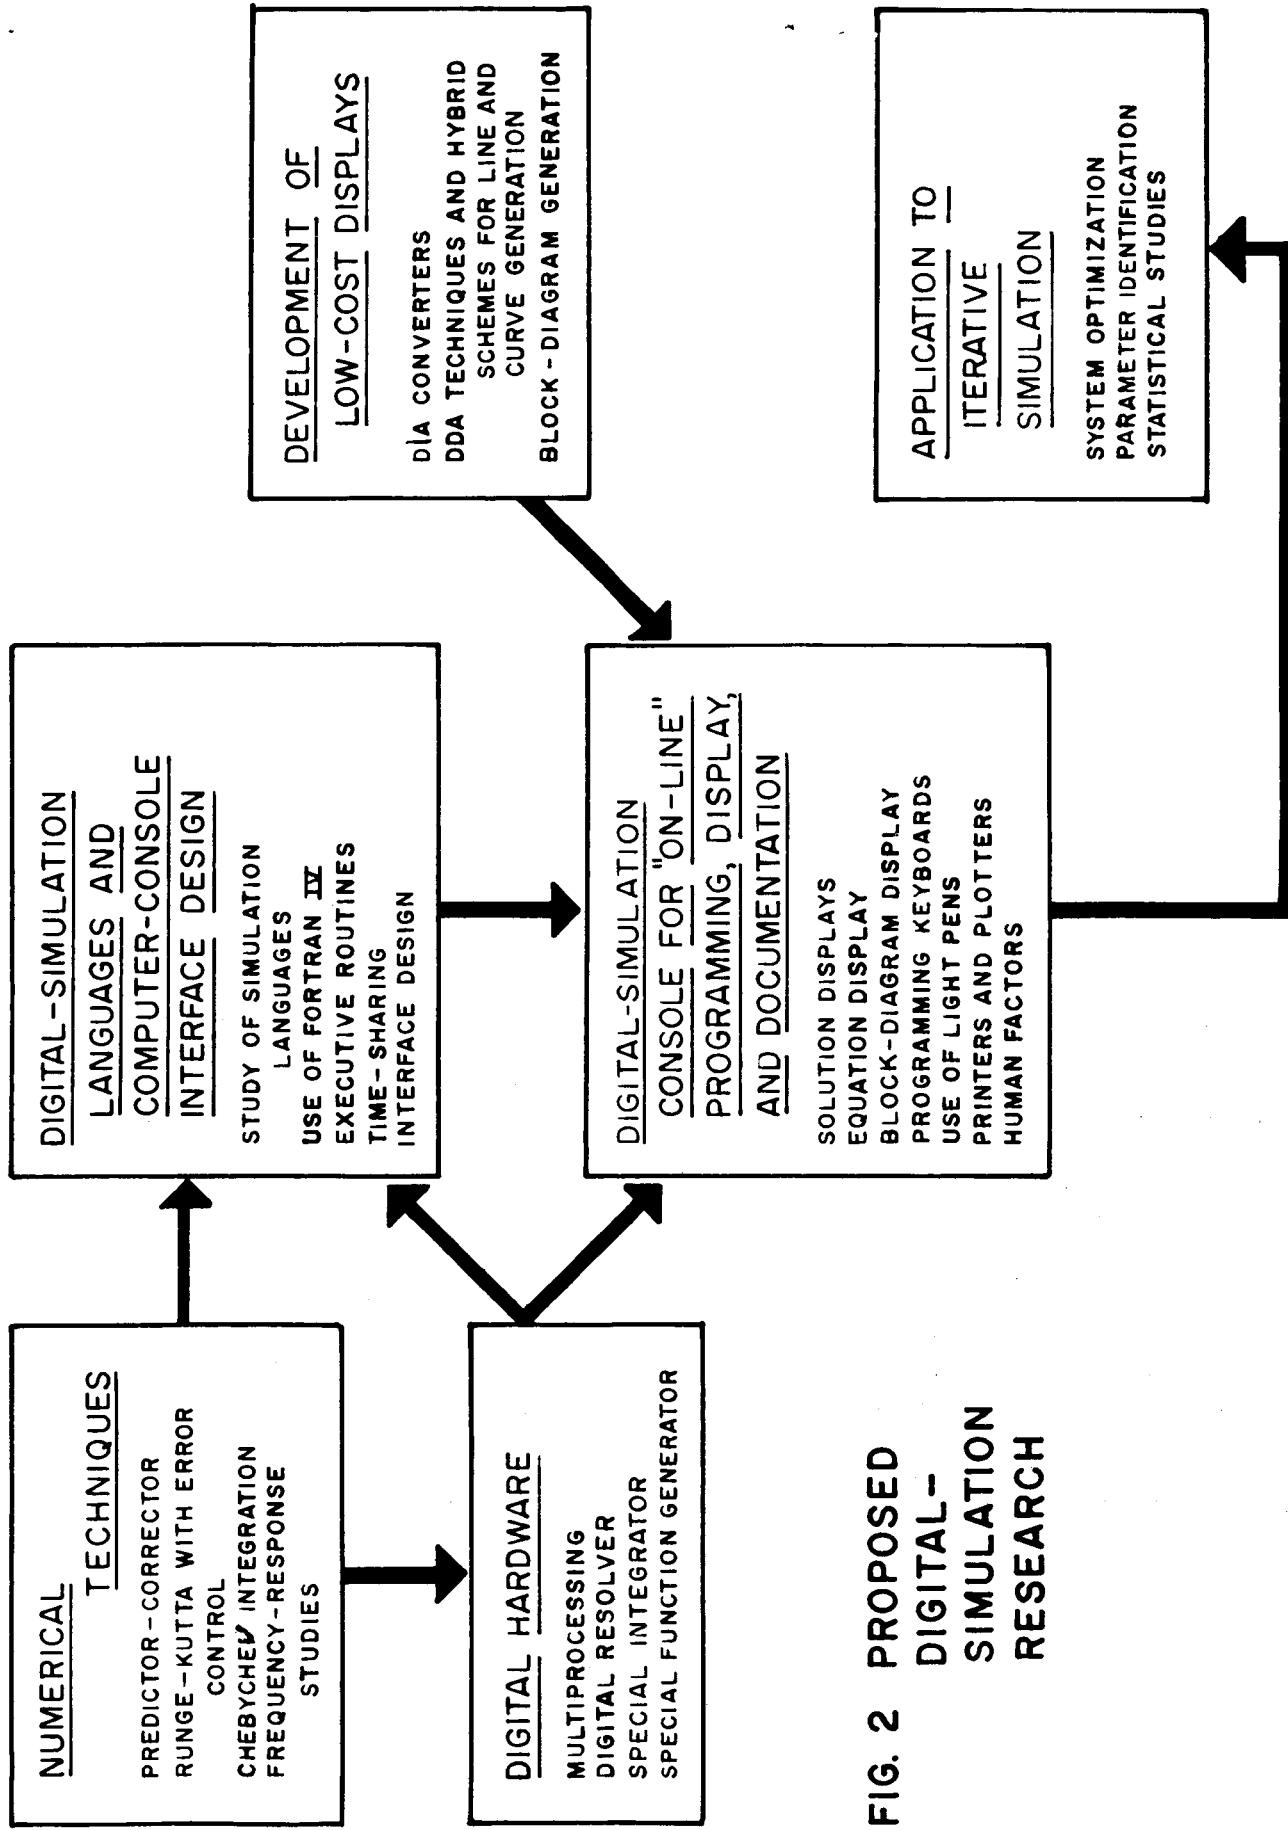 NUMERICAL
TECHNIQUES
PREDICTOR-CORRECTOR
RUNGE-KUTTA WITH ERROR
CONTROL
CHEBYCHEV INTEGRATION
FREQUENCY-RESPONSE
STUDIES
DIGITAL HARDWARE
MULTIPROCESSING
DIGITAL RESOLVER
SPECIAL INTEGRATOR
SPECIAL FUNCTION GENERATOR
DIGITAL-SIMULATION
LANGUAGES AND
COMPUTER-CONSOLE
INTERFACE DESIGN
STUDY OF SIMULATION
LANGUAGES
USE OF FORTRAN IV
EXECUTIVE ROUTINES
TIME-SHARING
INTERFACE DESIGN
DIGITAL-SIMULATION
CONSOLE FOR "ON-LINE"
PROGRAMMING, DISPLAY,
AND DOCUMENTATION
SOLUTION DISPLAYS
EQUATION DISPLAY
BLOCK-DIAGRAM DISPLAY
PROGRAMMING KEYBOARDS
USE OF LIGHT PENS
PRINTERS AND PLOTTERS
HUMAN FACTORS
DEVELOPMENT OF
LOW-COST DISPLAYS
D\A CONVERTERS
DDA TECHNIQUES AND HYBRID
SCHEMES FOR LINE AND
CURVE GENERATION
BLOCK-DIAGRAM GENERATION
APPLICATION TO
ITERATIVE
SIMULATION
SYSTEM OPTIMIZATION
PARAMETER IDENTIFICATION
STATISTICAL STUDIES
FIG. 2 PROPOSED
DIGITAL-
SIMULATION
RESEARCH